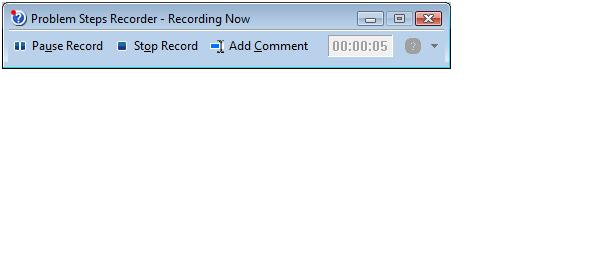 Problem Steps Recorder - Recording Now
Pause Record Stop Record Add Comment 00:00:05 ?